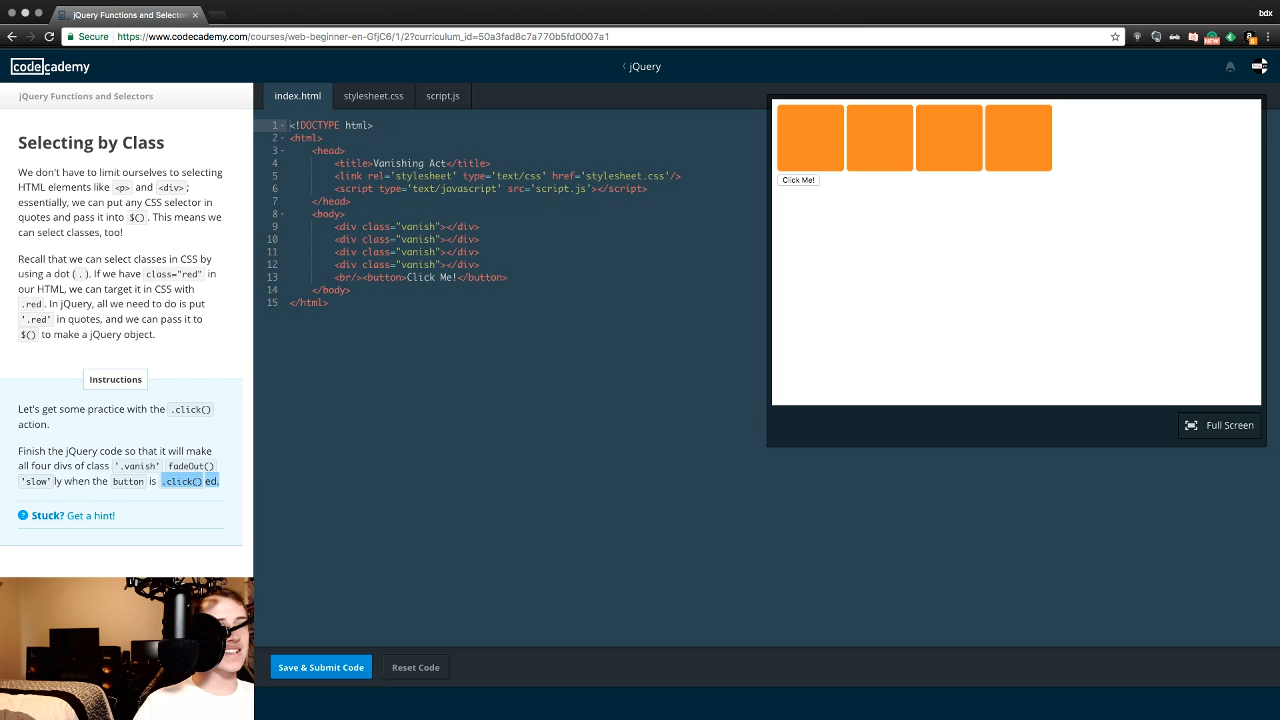 jQuery Functions and Selector
bdx
Secure
https://www.codecademy.com/courses/web-beginner-en-GfjC6/1/2?curriculum_id=50a3fad8c7a770b5fd0007a1
codecademy
jQuery
jQuery Functions and Selectors
Selecting by Class
We don't have to limit ourselves to selecting
HTML elements like <p> and <div>;
essentially, we can put any CSS selector in
quotes and pass it into $(). This means we
can select classes, too!
Recall that we can select classes in CSS by
using a dot ( . ). If we have class="red" in
our HTML, we can target it in CSS with
.red. In jQuery, all we need to do is put
'.red' in quotes, and we can pass it to
$() to make a jQuery object.
Instructions
Let's get some practice with the .click()
action.
Finish the jQuery code so that it will make
all four divs of class '.vanish' fadeOut()
'slow'ly when the button is .click() ed.
Stuck? Get a hint!
index.html
stylesheet.css
script.js
1 <!DOCTYPE html>
2 <html>
3 <head>
4 <title>Vanishing Act</title>
5 <link rel='stylesheet' type='text/css' href='stylesheet.css'/>
6 <script type='text/javascript' src='script.js'></script>
7 </head>
8 <body>
9 <div class="vanish"></div>
10 <div class="vanish"></div>
11 <div class="vanish"></div>
12 <div class="vanish"></div>
13 <br/><button>Click Me!</button>
14 </body>
15 </html>
Click Me!
Full Screen
Save & Submit Code
Reset Code